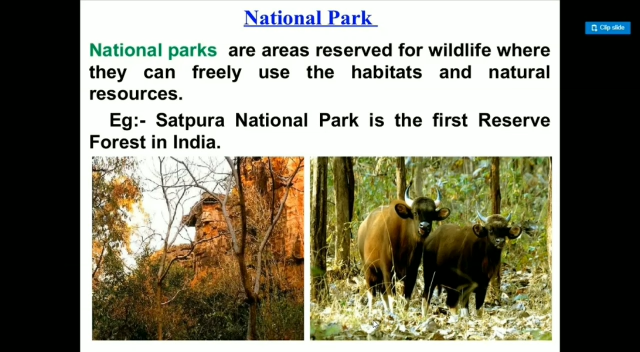 National Park
National parks are areas reserved for wildlife where
they can freely use the habitats and natural
resources.
Eg:- Satpura National Park is the first Reserve
Forest in India.
Clip slide